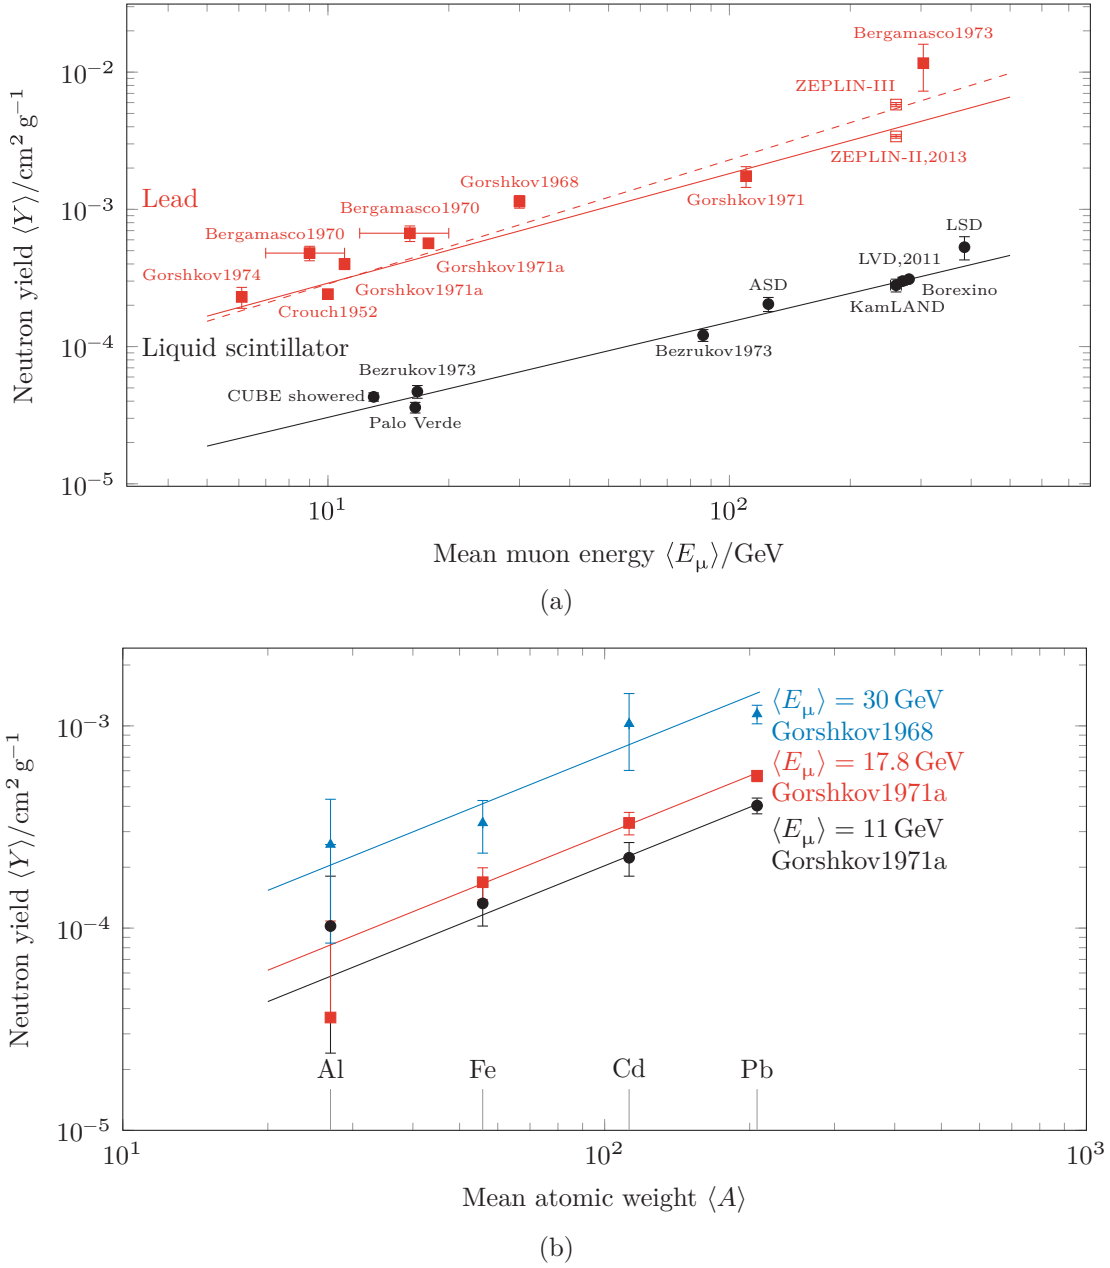 Neutron yield ⟨Y⟩/cm² g⁻¹
10⁻²
10⁻³
10⁻⁴
10⁻⁵
Bergamasco1973
ZEPLIN-III
ZEPLIN-II,2013
Gorshkov1968
Lead
Bergamasco1970
Gorshkov1971
Bergamasco1970
LSD
Gorshkov1971a
LVD,2011
Gorshkov1974
Gorshkov1971a
ASD
Borexino
Crouch1952
KamLAND
Liquid scintillator
Bezrukov1973
Bezrukov1973
CUBE showered
Palo Verde
10¹
10²
Mean muon energy ⟨E_μ⟩/GeV
(a)
Neutron yield ⟨Y⟩/cm² g⁻¹
10⁻³
10⁻⁴
10⁻⁵
⟨E_μ⟩ = 30 GeV
Gorshkov1968
⟨E_μ⟩ = 17.8 GeV
Gorshkov1971a
⟨E_μ⟩ = 11 GeV
Gorshkov1971a
Al
Fe
Cd
Pb
10¹
10²
10³
Mean atomic weight ⟨A⟩
(b)